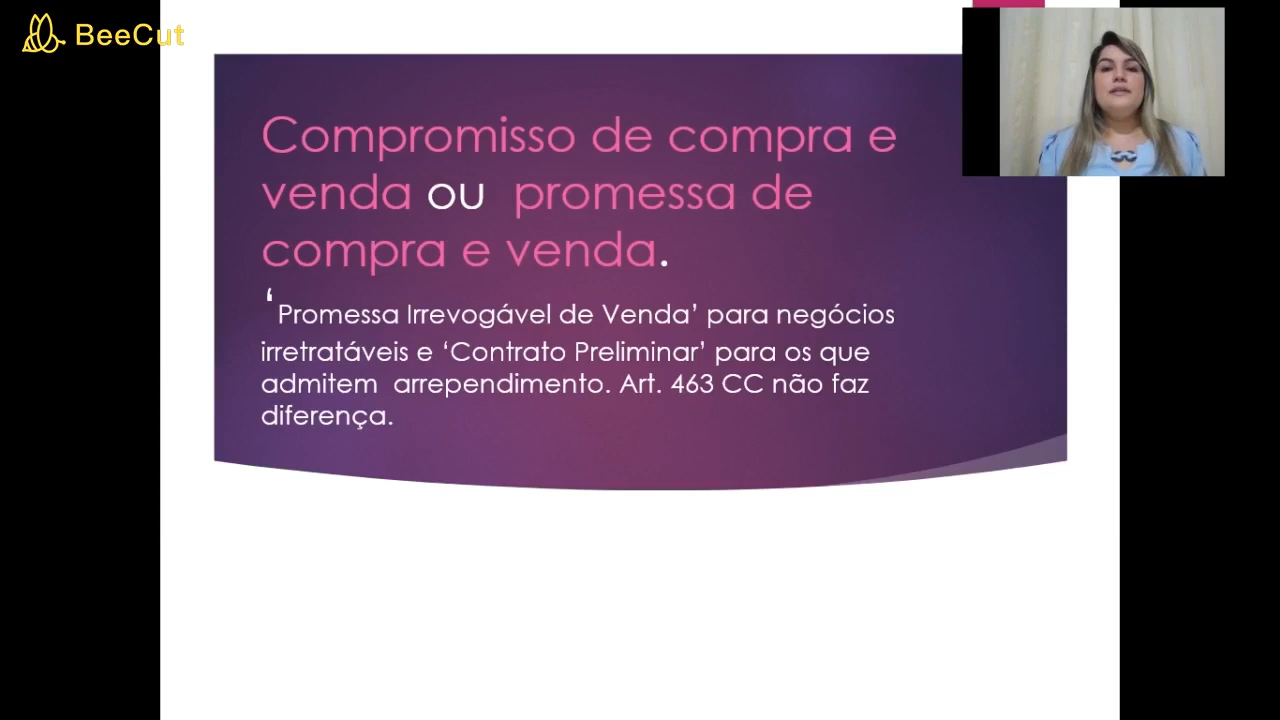 BeeCut
Compromisso de compra e
venda ou promessa de
compra e venda.
‘Promessa Irrevogável de Venda’ para negócios
irretratáveis e ‘Contrato Preliminar’ para os que
admitem arrependimento. Art. 463 CC não faz
diferença.